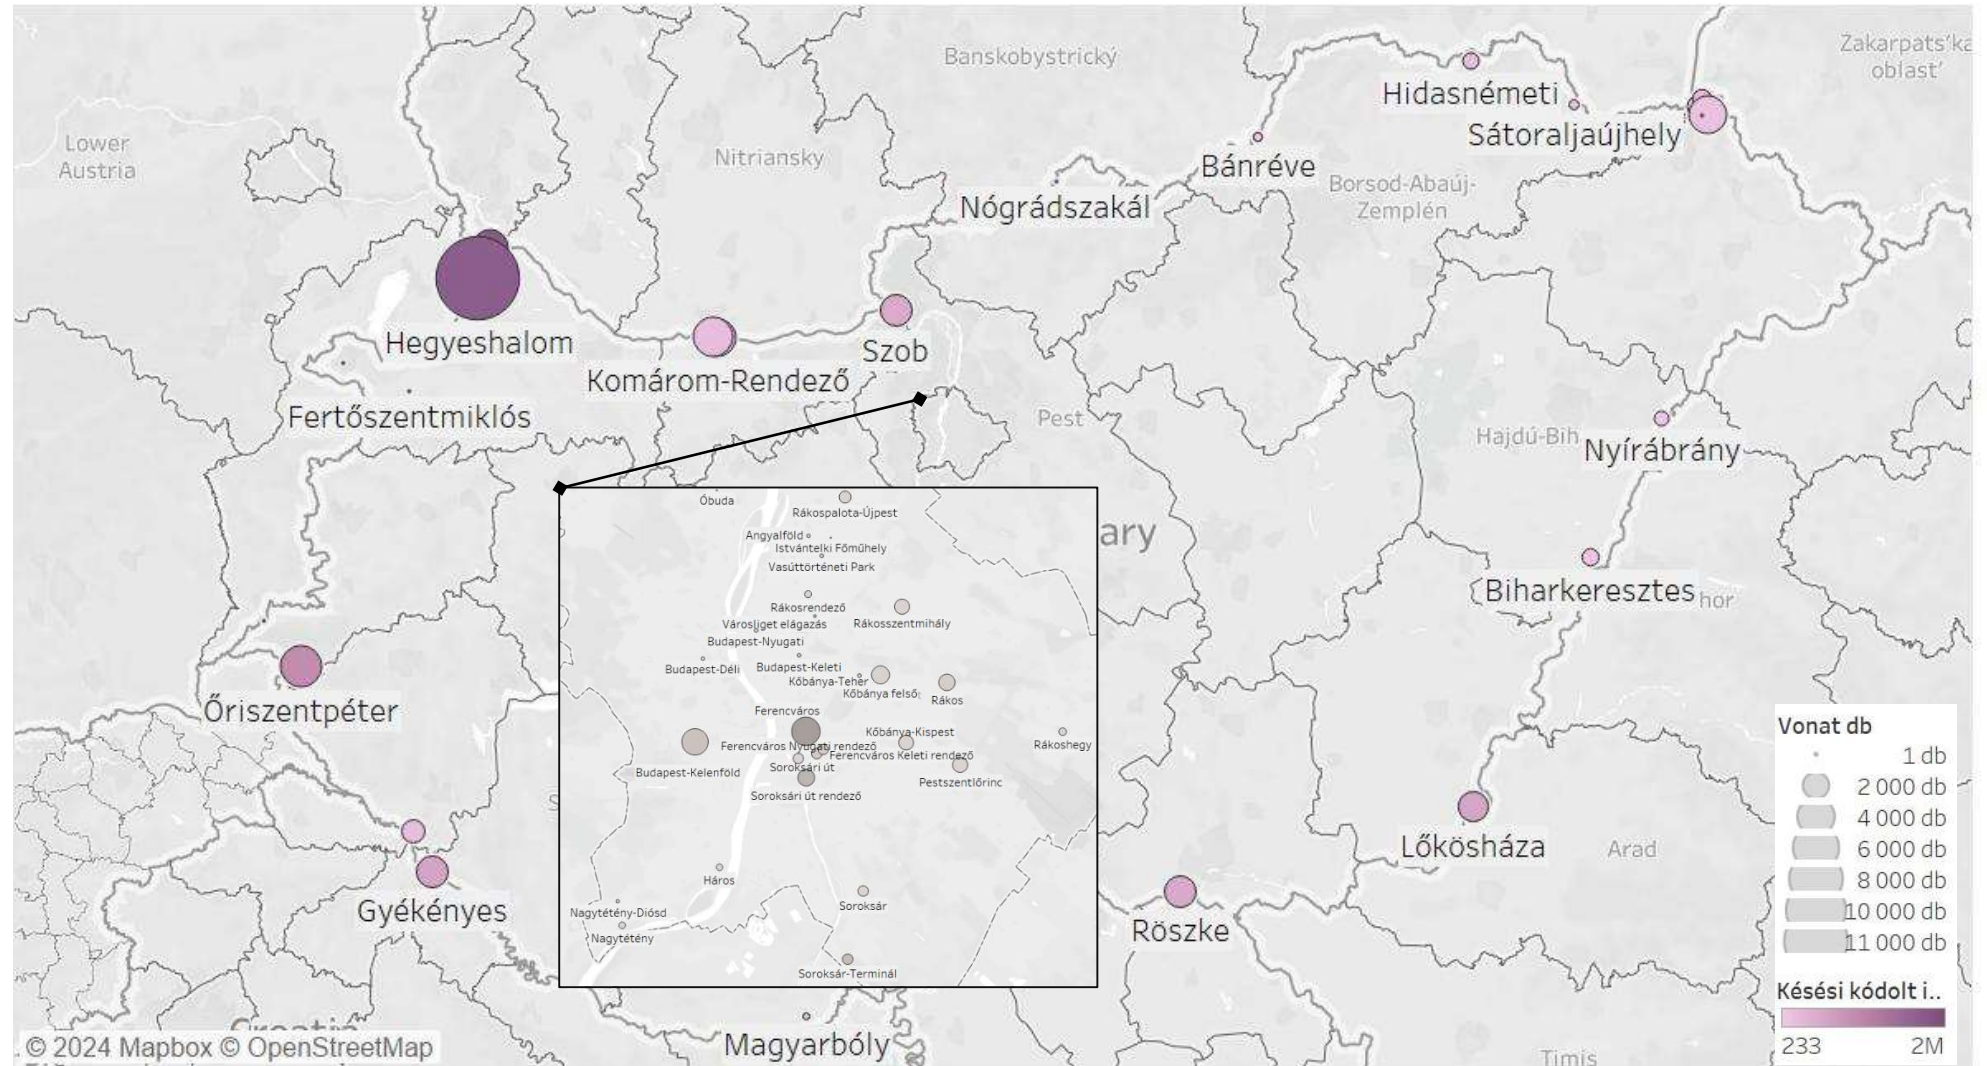 Banskobystrický
Zakarpats'ka
oblast'
Hidasnémeti
Lower
Austria
Nitriansky
Sátoraljaújhely
Bánréve
Borsod-Abaúj-
Zemplén
Nógrádszakál
Hegyeshalom
Szob
Komárom-Rendező
Fertőszentmiklós
Pest
Hajdú-Bih
Nyírábrány
ary
Biharkeresztes
hor
Óbuda
Rákospalota-Újpest
Angyalföld
Istvántelki Főműhely
Vasúttörténeti Park
Rákosrendező
Városliget elágazás
Rákosszentmihály
Budapest-Nyugati
Budapest-Déli
Budapest-Keleti
Kőbánya-Teher
Kőbánya felső
Rákos
Ferencváros
Kőbánya-Kispest
Ferencváros Nyugati rendező
Ferencváros Keleti rendező
Rákoshegy
Budapest-Kelenföld
Soroksári út
Pestszentlőrinc
Soroksári út rendező
Háros
Soroksár
Nagytétény-Diósd
Nagytétény
Soroksár-Terminál
Őriszentpéter
Gyékényes
Lőkösháza
Arad
Röszke
Magyarbóly
Timis
Croatia
© 2024 Mapbox © OpenStreetMap
Vonat db
1 db
2 000 db
4 000 db
6 000 db
8 000 db
10 000 db
11 000 db
Késési kódolt i..
233 2M